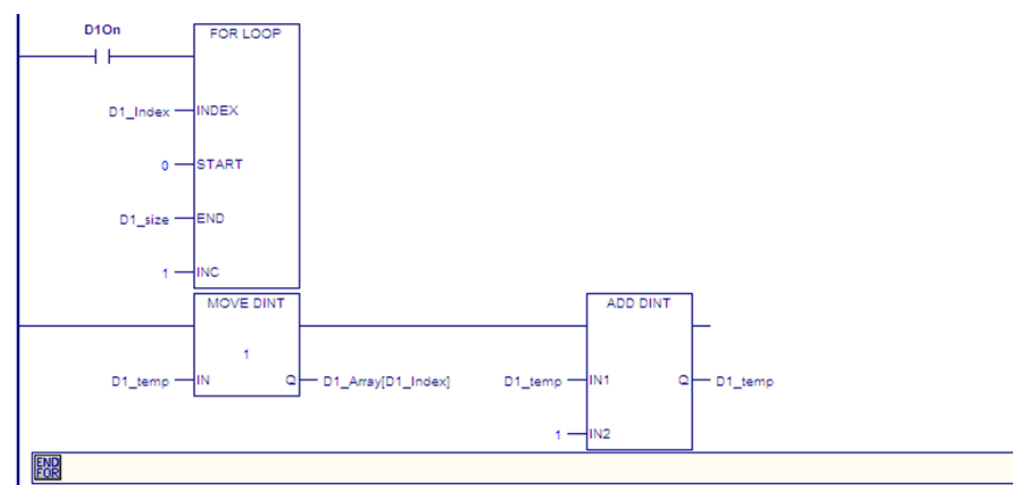 D1On
FOR LOOP
D1_Index INDEX
0 START
D1_size END
1 INC
MOVE DINT ADD DINT
1
D1_temp IN Q D1_Array[D1_Index] D1_temp IN1 Q D1_temp
1 IN2
END
FOR